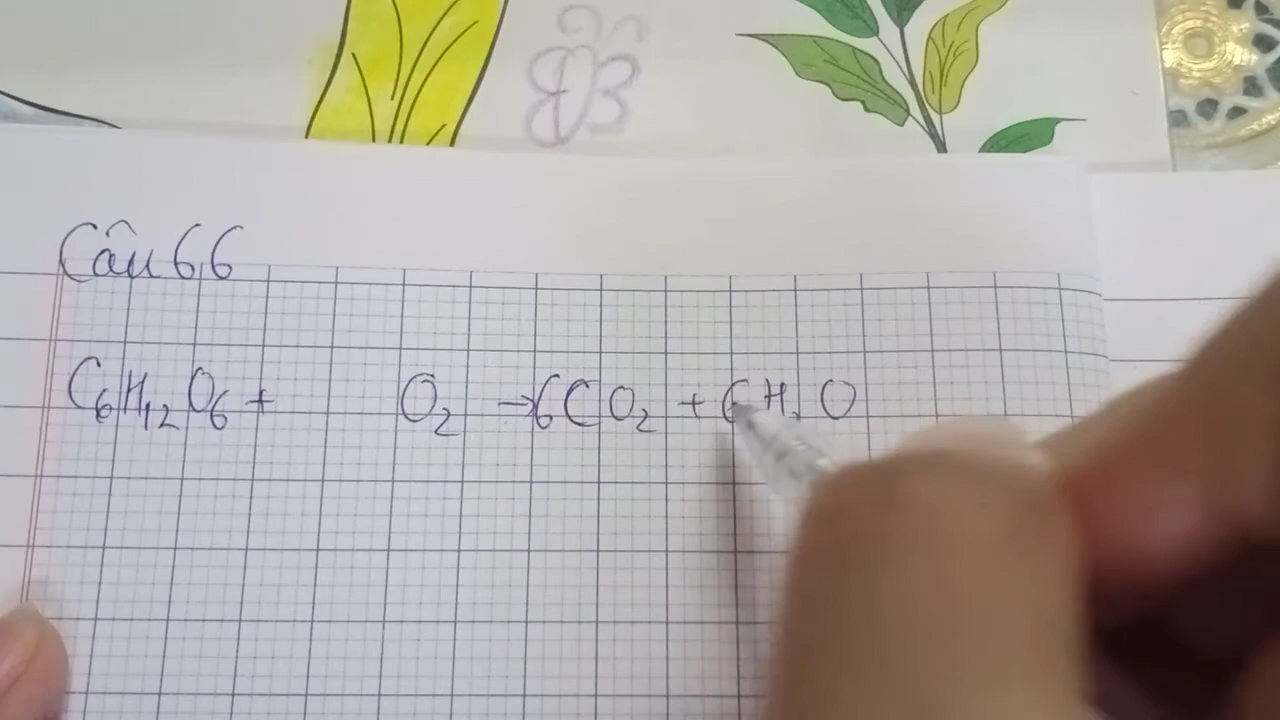 Câu 66
C₆H₁₂O₆ + O₂ → 6CO₂ + 6H₂O